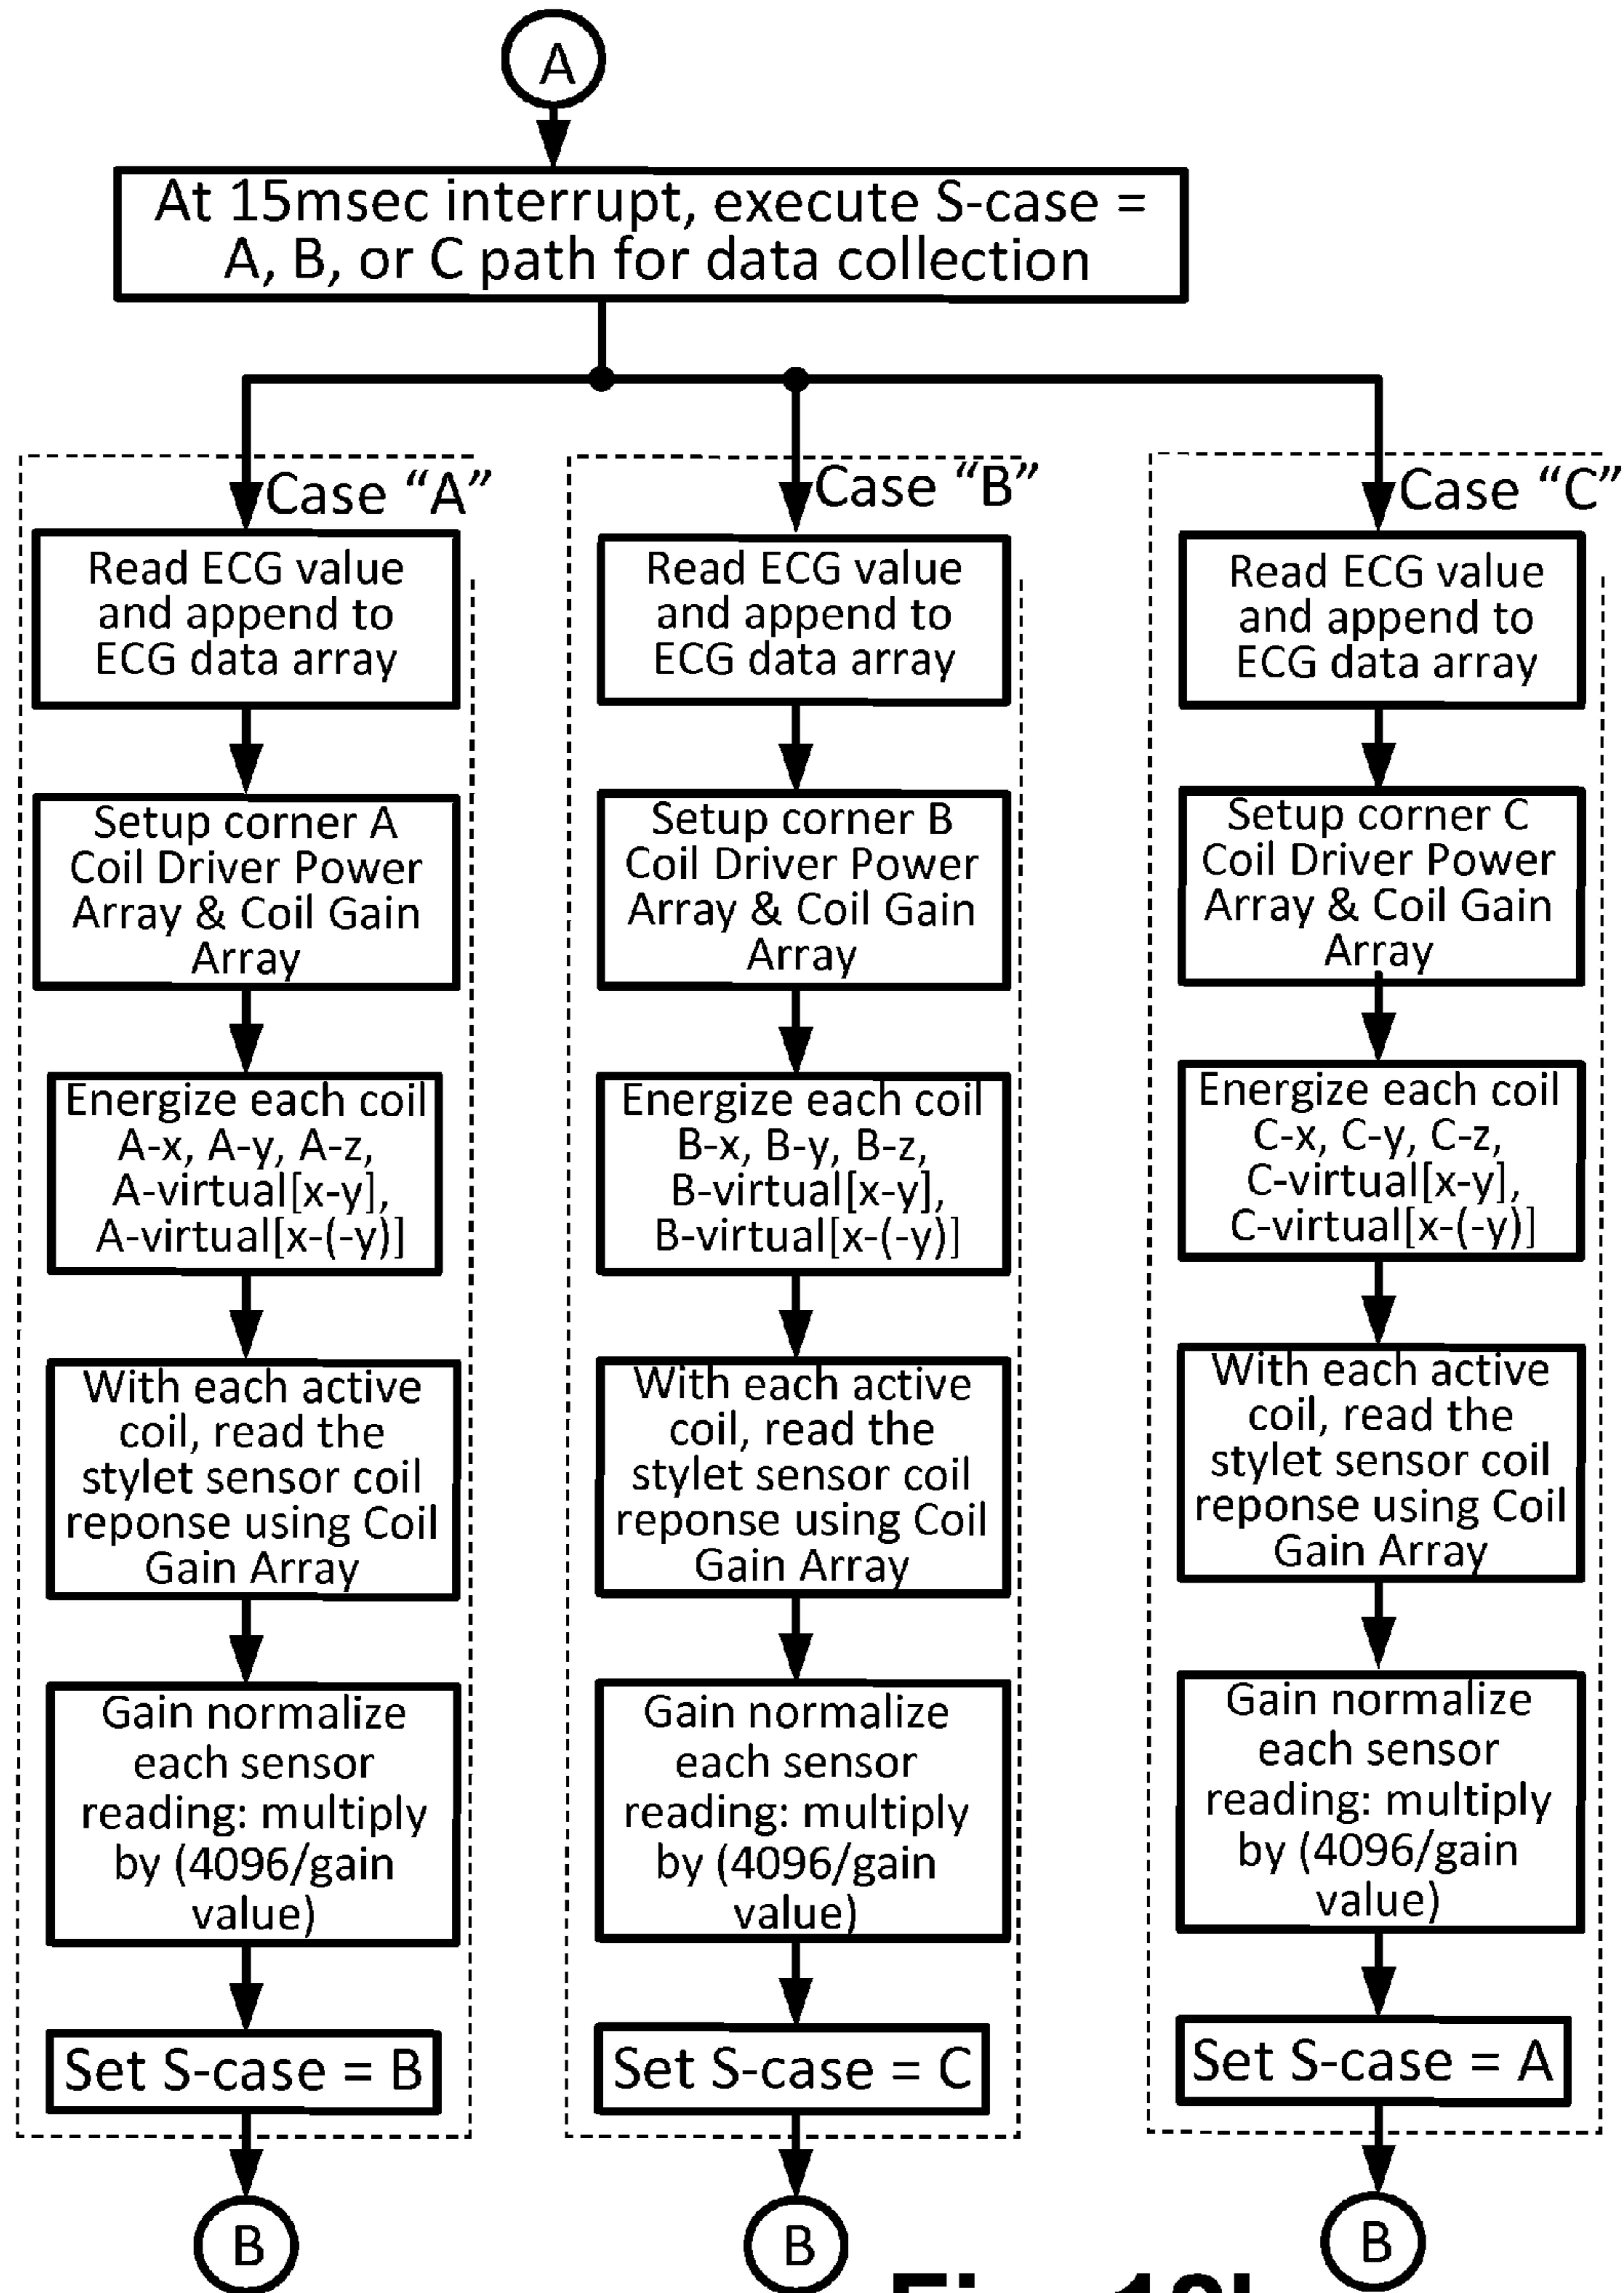 A
At 15msec interrupt, execute S-case =
A, B, or C path for data collection
Case “A”
Read ECG value
and append to
ECG data array
Setup corner A
Coil Driver Power
Array & Coil Gain
Array
Energize each coil
A-x, A-y, A-z,
A-virtual[x-y],
A-virtual[x-(-y)]
With each active
coil, read the
stylet sensor coil
reponse using Coil
Gain Array
Gain normalize
each sensor
reading: multiply
by (4096/gain
value)
Set S-case = B
B
Case “B”
Read ECG value
and append to
ECG data array
Setup corner B
Coil Driver Power
Array & Coil Gain
Array
Energize each coil
B-x, B-y, B-z,
B-virtual[x-y],
B-virtual[x-(-y)]
With each active
coil, read the
stylet sensor coil
reponse using Coil
Gain Array
Gain normalize
each sensor
reading: multiply
by (4096/gain
value)
Set S-case = C
B
Case “C”
Read ECG value
and append to
ECG data array
Setup corner C
Coil Driver Power
Array & Coil Gain
Array
Energize each coil
C-x, C-y, C-z,
C-virtual[x-y],
C-virtual[x-(-y)]
With each active
coil, read the
stylet sensor coil
reponse using Coil
Gain Array
Gain normalize
each sensor
reading: multiply
by (4096/gain
value)
Set S-case = A
B